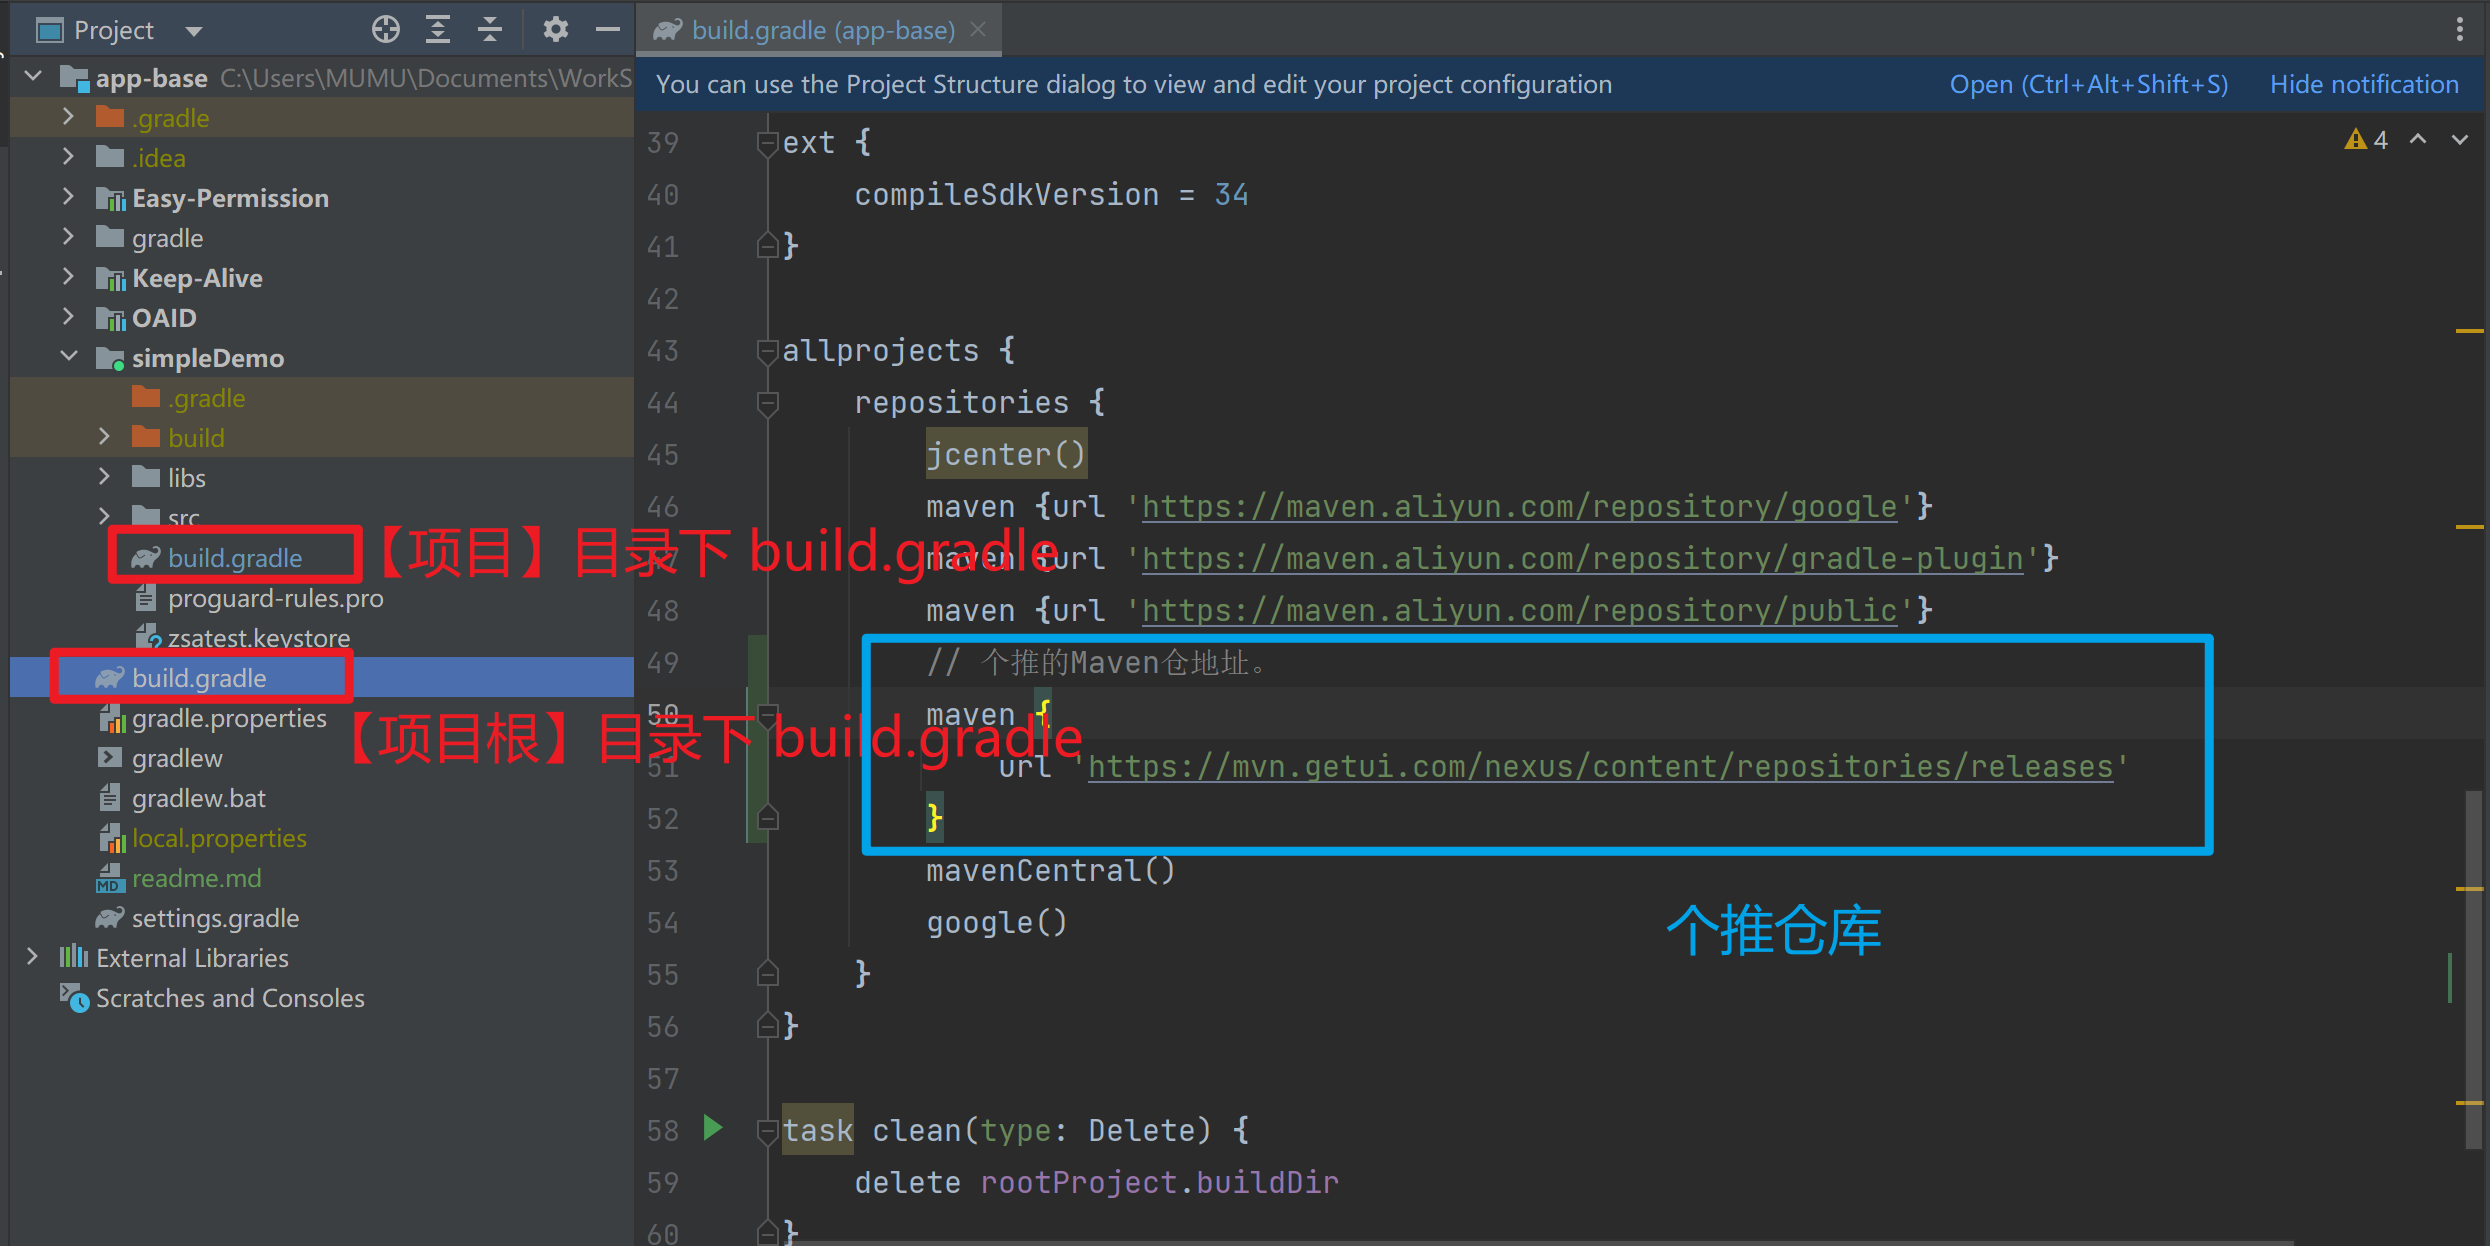 Project
build.gradle (app-base)
app-base C:\Users\MUMU\Documents\WorkS
You can use the Project Structure dialog to view and edit your project configuration
Open (Ctrl+Alt+Shift+S)
Hide notification
.gradle
.idea
Easy-Permission
gradle
Keep-Alive
OAID
simpleDemo
.gradle
build
libs
src
build.gradle
【项目】目录下 build.gradle
proguard-rules.pro
zsatest.keystore
build.gradle
【项目根】目录下 build.gradle
gradle.properties
gradlew
gradlew.bat
local.properties
readme.md
settings.gradle
External Libraries
Scratches and Consoles
4
39 ext {
40 compileSdkVersion = 34
41 }
42
43 allprojects {
44 repositories {
45 jcenter()
46 maven {url 'https://maven.aliyun.com/repository/google'}
47 maven {url 'https://maven.aliyun.com/repository/gradle-plugin'}
48 maven {url 'https://maven.aliyun.com/repository/public'}
49 // 个推的Maven仓地址。
50 maven {
51 url 'https://mvn.getui.com/nexus/content/repositories/releases'
52 }
53 mavenCentral()
54 google()
55 }
56 }
57
58 task clean(type: Delete) {
59 delete rootProject.buildDir
60 }
个推仓库